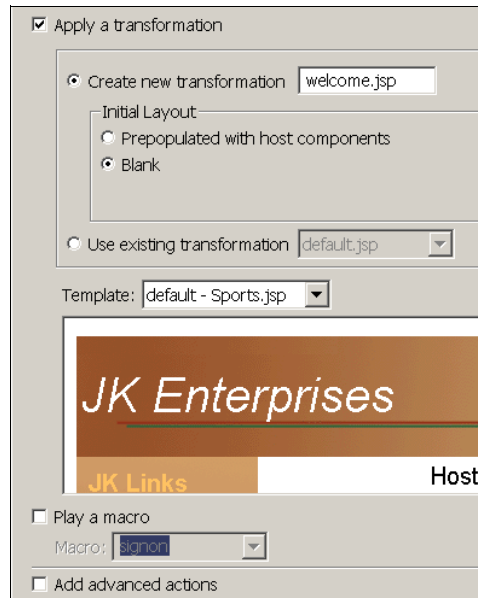 Apply a transformation
Create new transformation welcome.jsp
Initial Layout
Prepopulated with host components
Blank
Use existing transformation default.jsp
Template: default - Sports.jsp
JK Enterprises
JK Links
Host
Play a macro
Macro: signon
Add advanced actions